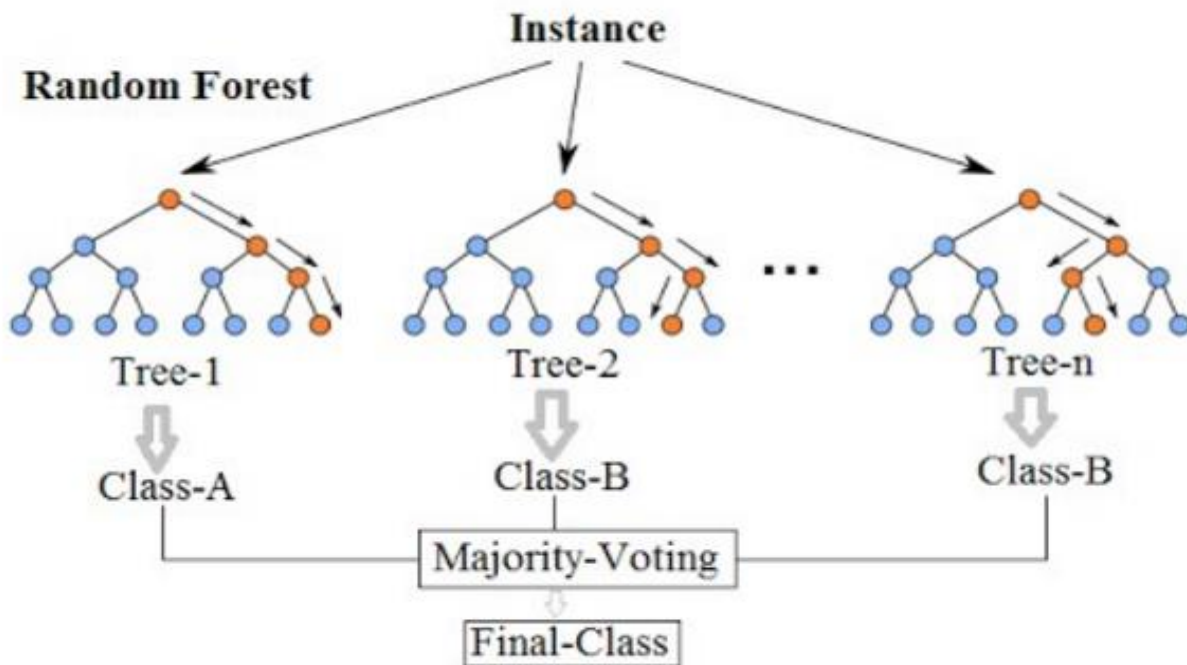 Instance
Random Forest
...
Tree-1
Tree-2
Tree-n
Class-A
Class-B
Class-B
Majority-Voting
Final-Class